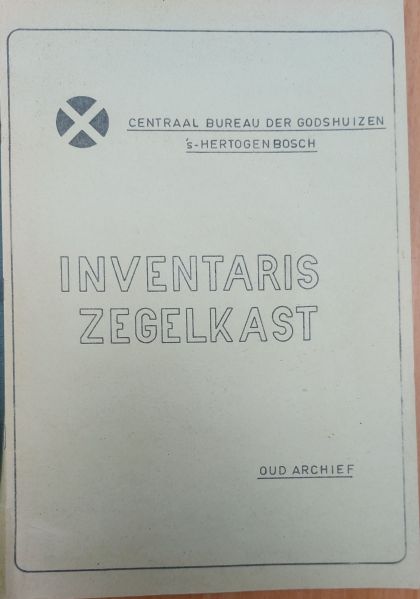 CENTRAAL BUREAU DER GODSHUIZEN
's-HERTOGENBOSCH
INVENTARIS
ZEGELKAST
OUD ARCHIEF